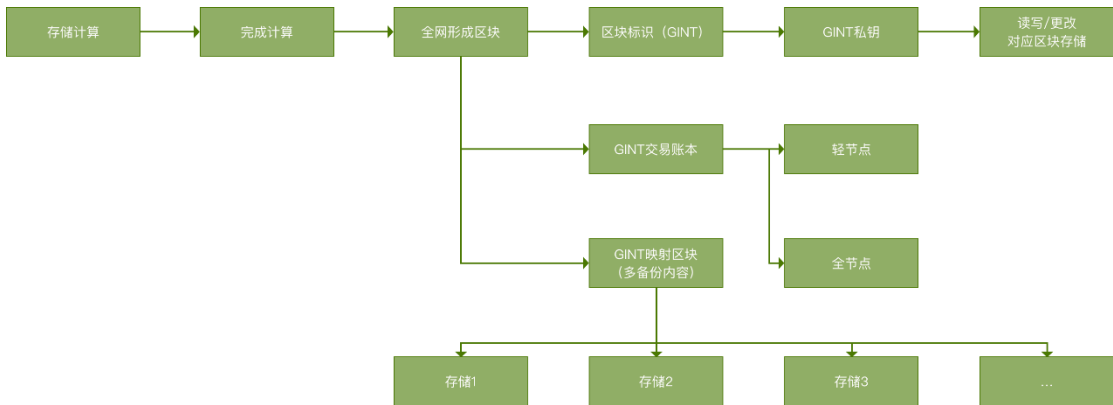 存储计算
完成计算
全网形成区块
区块标识（GINT）
GINT私钥
读写/更改
对应区块存储
GINT交易账本
轻节点
GINT映射区块
（多备份内容）
全节点
存储1
存储2
存储3
...